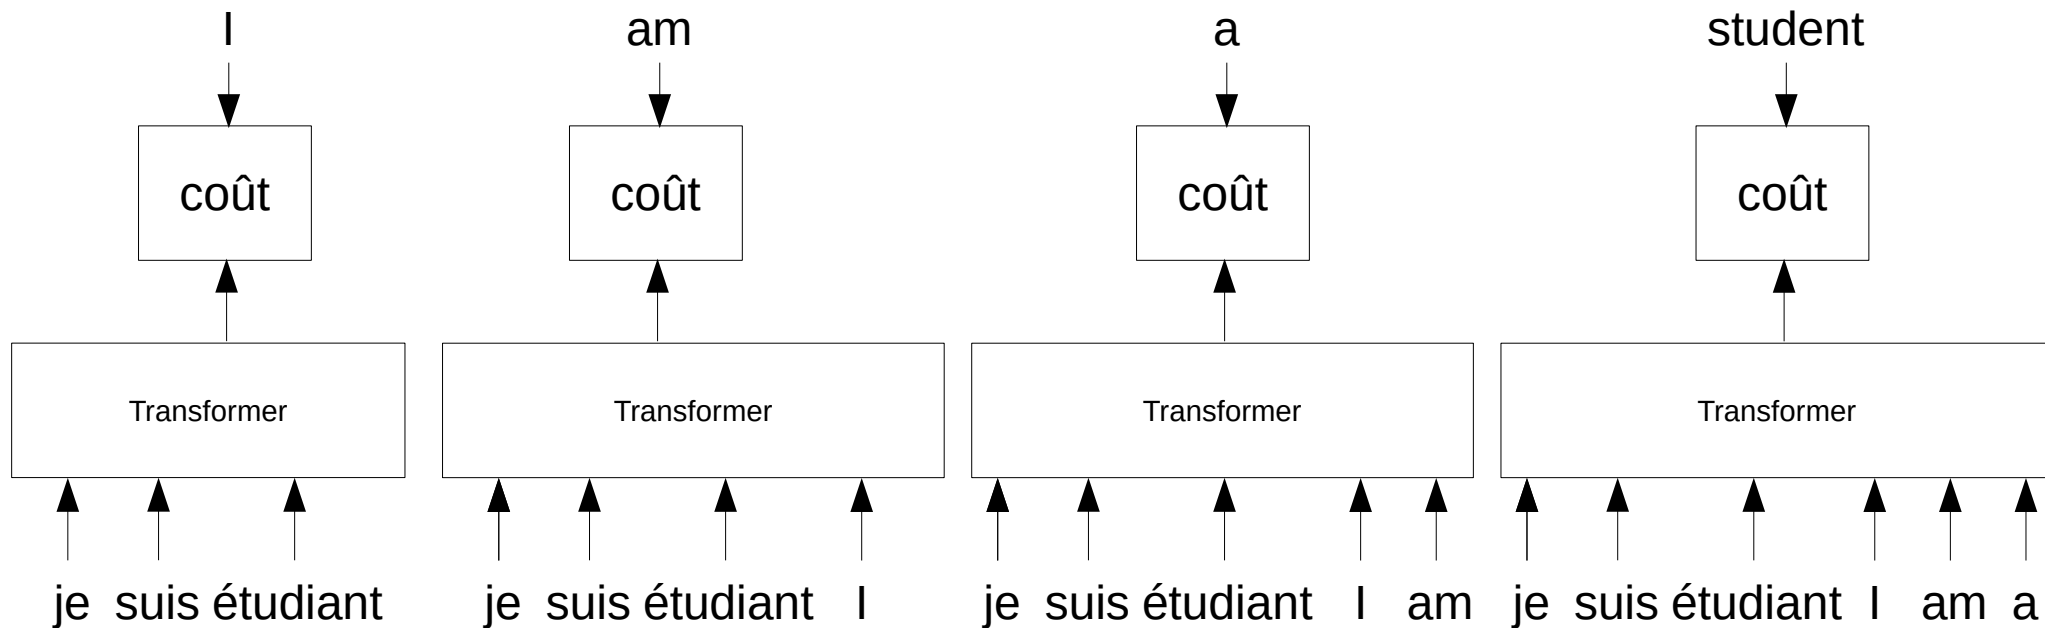 I am a student
coût coût coût coût
Transformer Transformer Transformer Transformer
je suis étudiant je suis étudiant I je suis étudiant I am je suis étudiant I am a